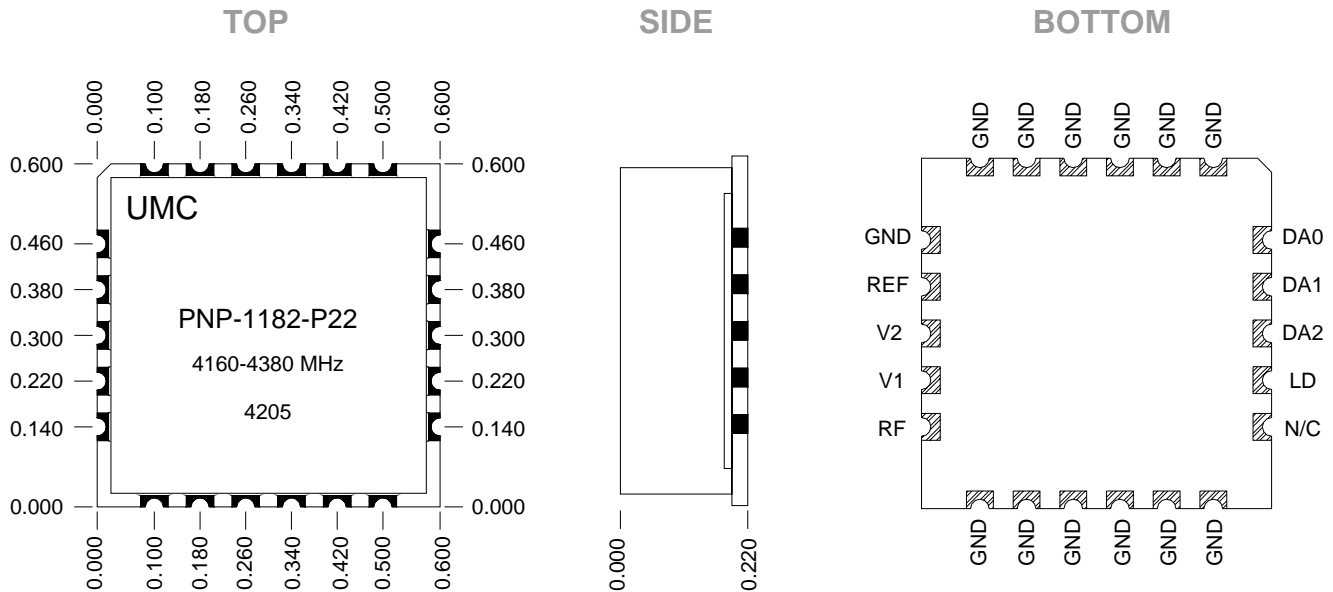 TOP
SIDE
BOTTOM
0.000
0.100
0.180
0.260
0.340
0.420
0.500
0.600
0.600
0.460
0.380
0.300
0.220
0.140
0.000
UMC
PNP-1182-P22
4160-4380 MHz
4205
0.600
0.460
0.380
0.300
0.220
0.140
0.000
0.000
0.100
0.180
0.260
0.340
0.420
0.500
0.600
0.000
0.220
GND
GND
GND
GND
GND
GND
GND
REF
V2
V1
RF
DA0
DA1
DA2
LD
N/C
GND
GND
GND
GND
GND
GND